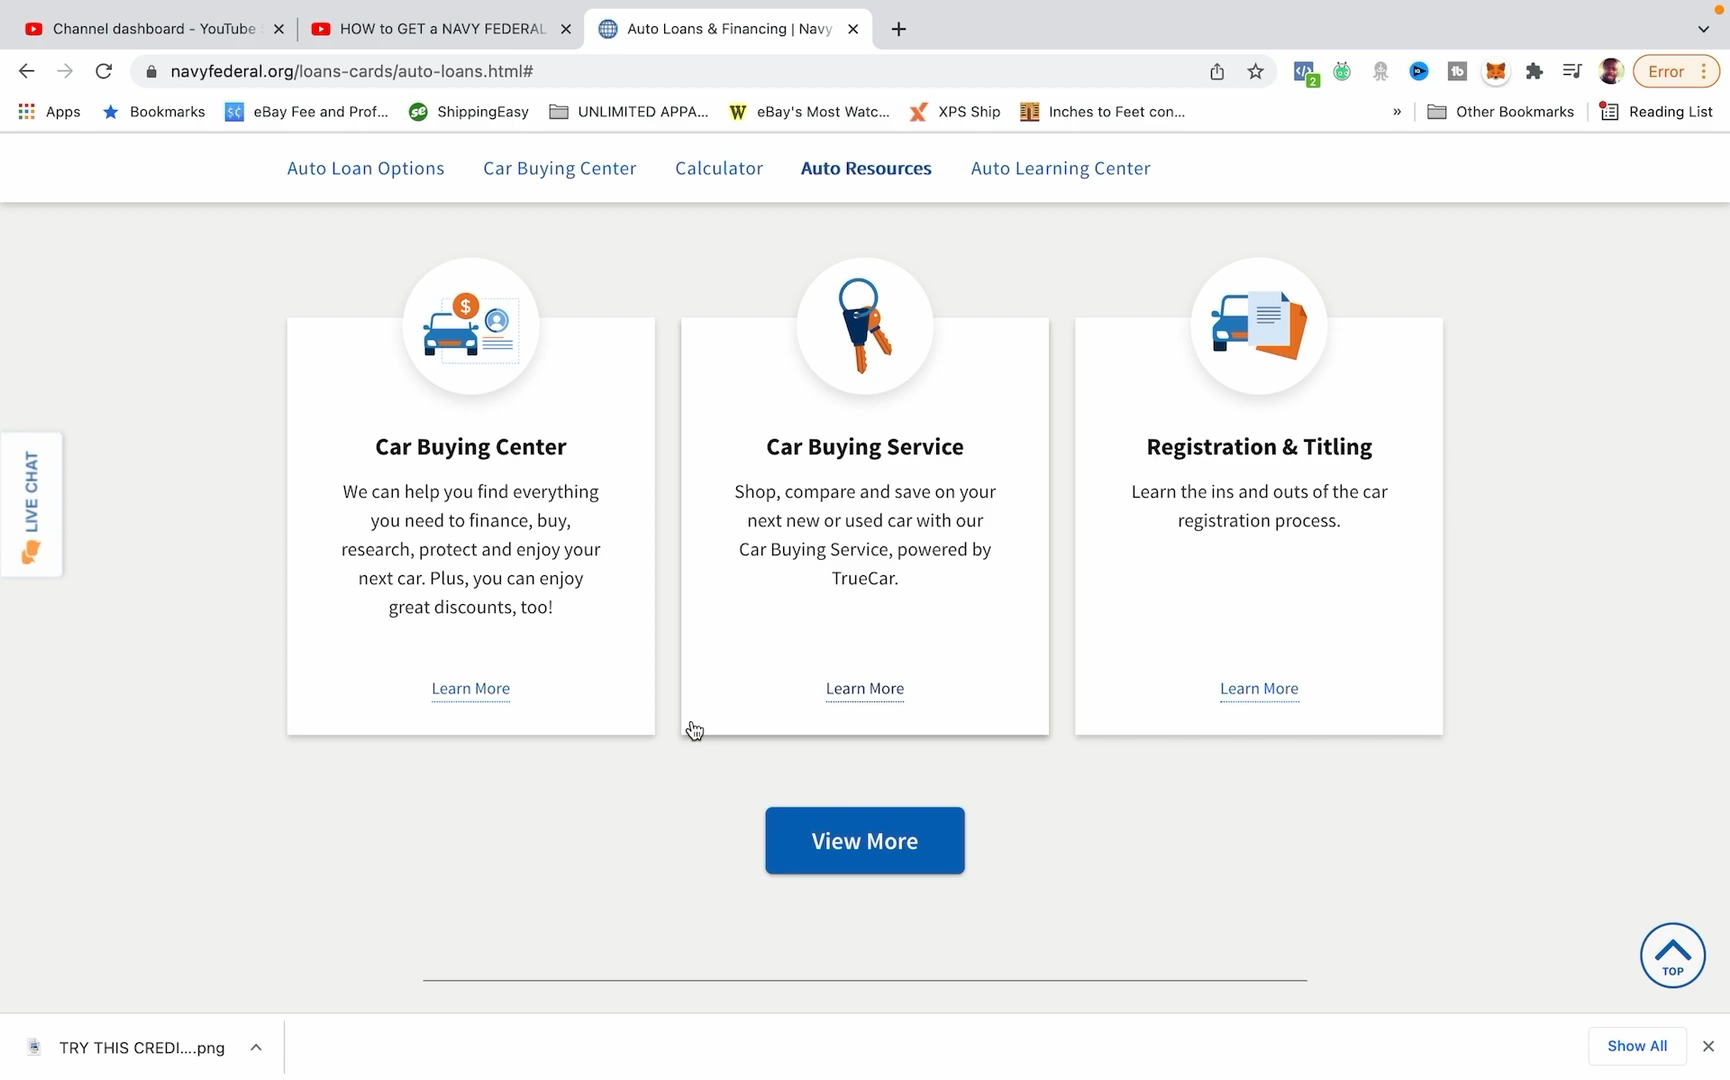 Channel dashboard - YouTube
HOW to GET a NAVY FEDERAL
Auto Loans & Financing | Navy
navyfederal.org/loans-cards/auto-loans.html#
2
tb
Error
Apps
Bookmarks
eBay Fee and Prof...
se
ShippingEasy
UNLIMITED APPA...
W
eBay's Most Watc...
XPS Ship
Inches to Feet con...
»
Other Bookmarks
Reading List
Auto Loan Options
Car Buying Center
Calculator
Auto Resources
Auto Learning Center
$
Car Buying Center
We can help you find everything
you need to finance, buy,
research, protect and enjoy your
next car. Plus, you can enjoy
great discounts, too!
Learn More
Car Buying Service
Shop, compare and save on your
next new or used car with our
Car Buying Service, powered by
TrueCar.
Learn More
Registration & Titling
Learn the ins and outs of the car
registration process.
Learn More
LIVE CHAT
View More
TOP
TRY THIS CREDI....png
Show All